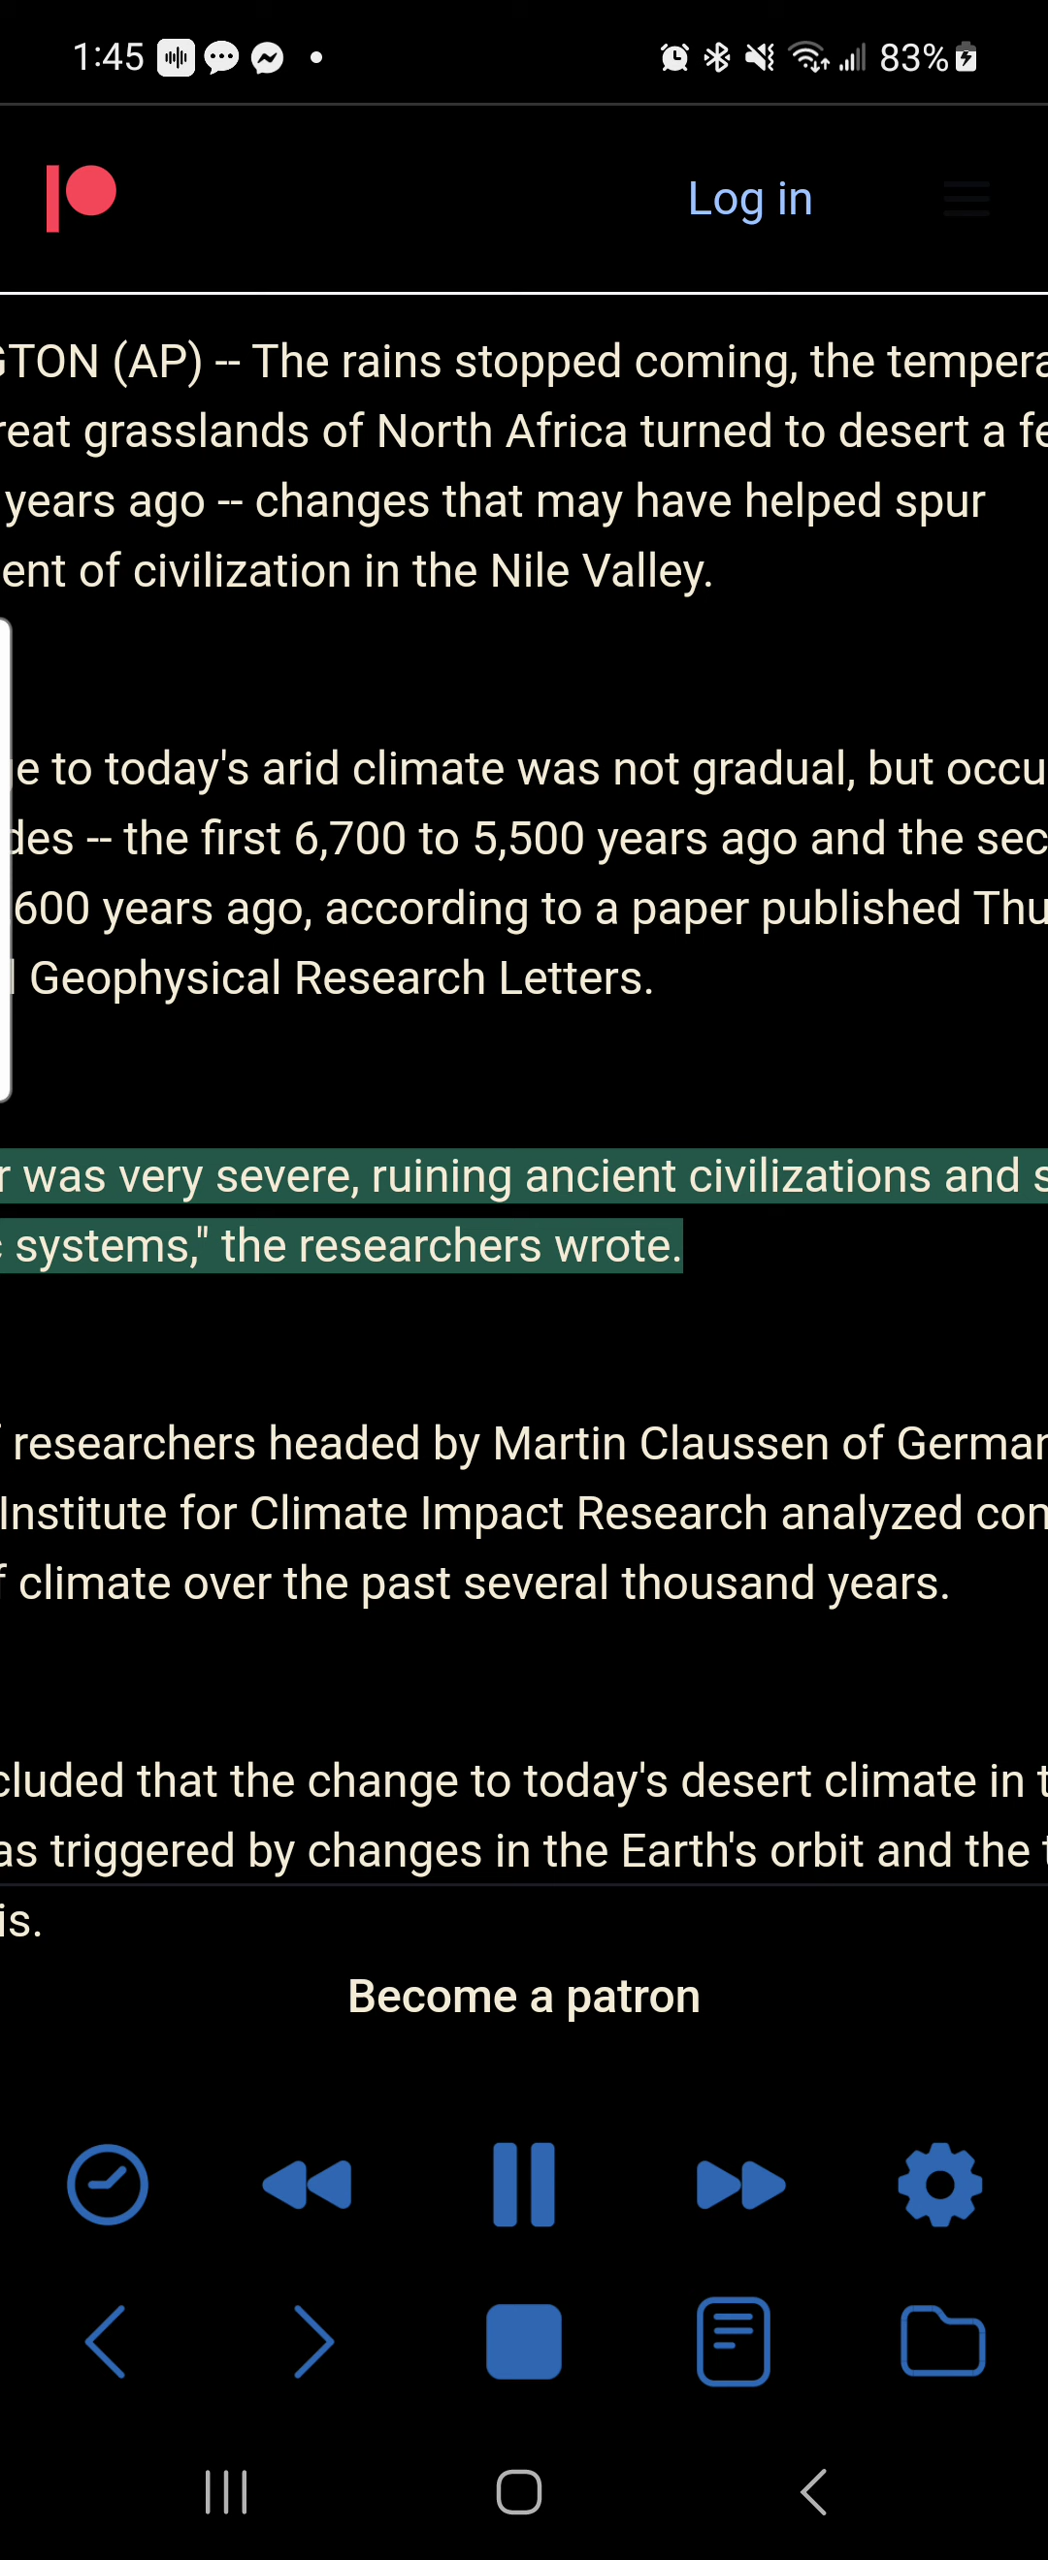 1:45
83%
Log in
GTON (AP) -- The rains stopped coming, the tempera
reat grasslands of North Africa turned to desert a fe
years ago -- changes that may have helped spur
ent of civilization in the Nile Valley.
e to today's arid climate was not gradual, but occu
des -- the first 6,700 to 5,500 years ago and the sec
600 years ago, according to a paper published Thu
l Geophysical Research Letters.
r was very severe, ruining ancient civilizations and s
c systems," the researchers wrote.
f researchers headed by Martin Claussen of German
Institute for Climate Impact Research analyzed com
f climate over the past several thousand years.
cluded that the change to today's desert climate in t
as triggered by changes in the Earth's orbit and the t
is.
Become a patron